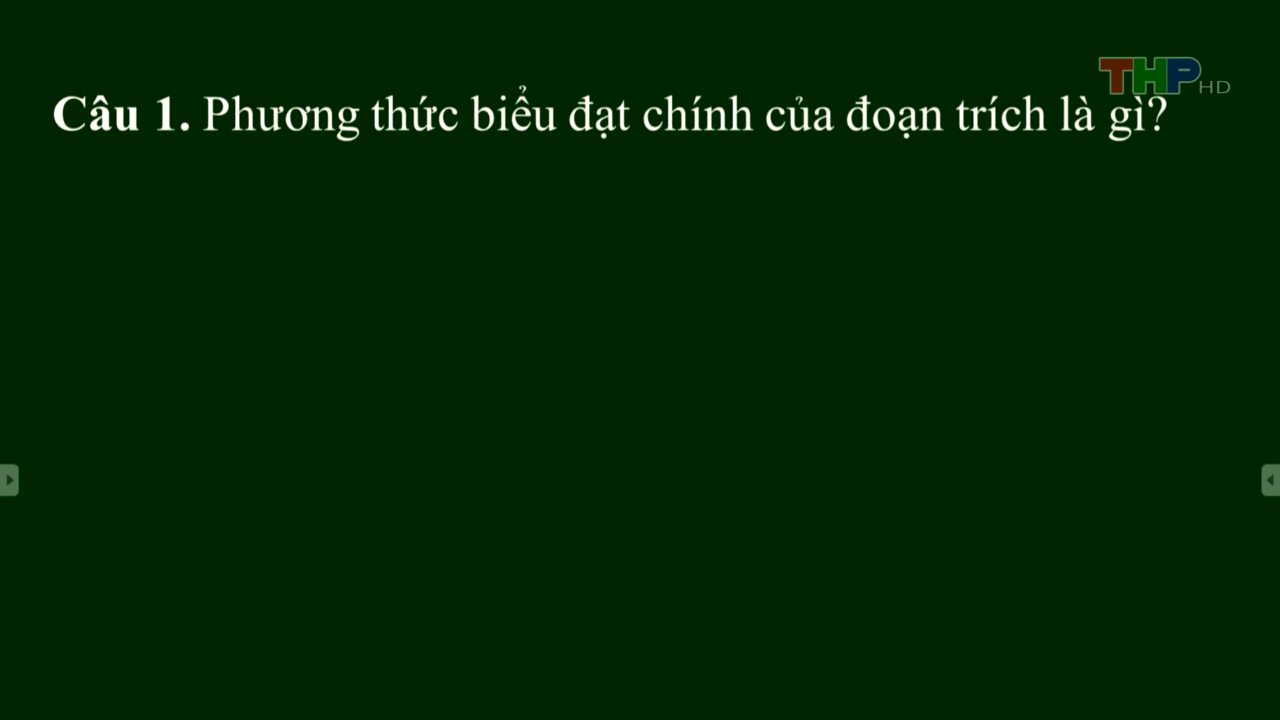 THP HD
Câu 1. Phương thức biểu đạt chính của đoạn trích là gì?